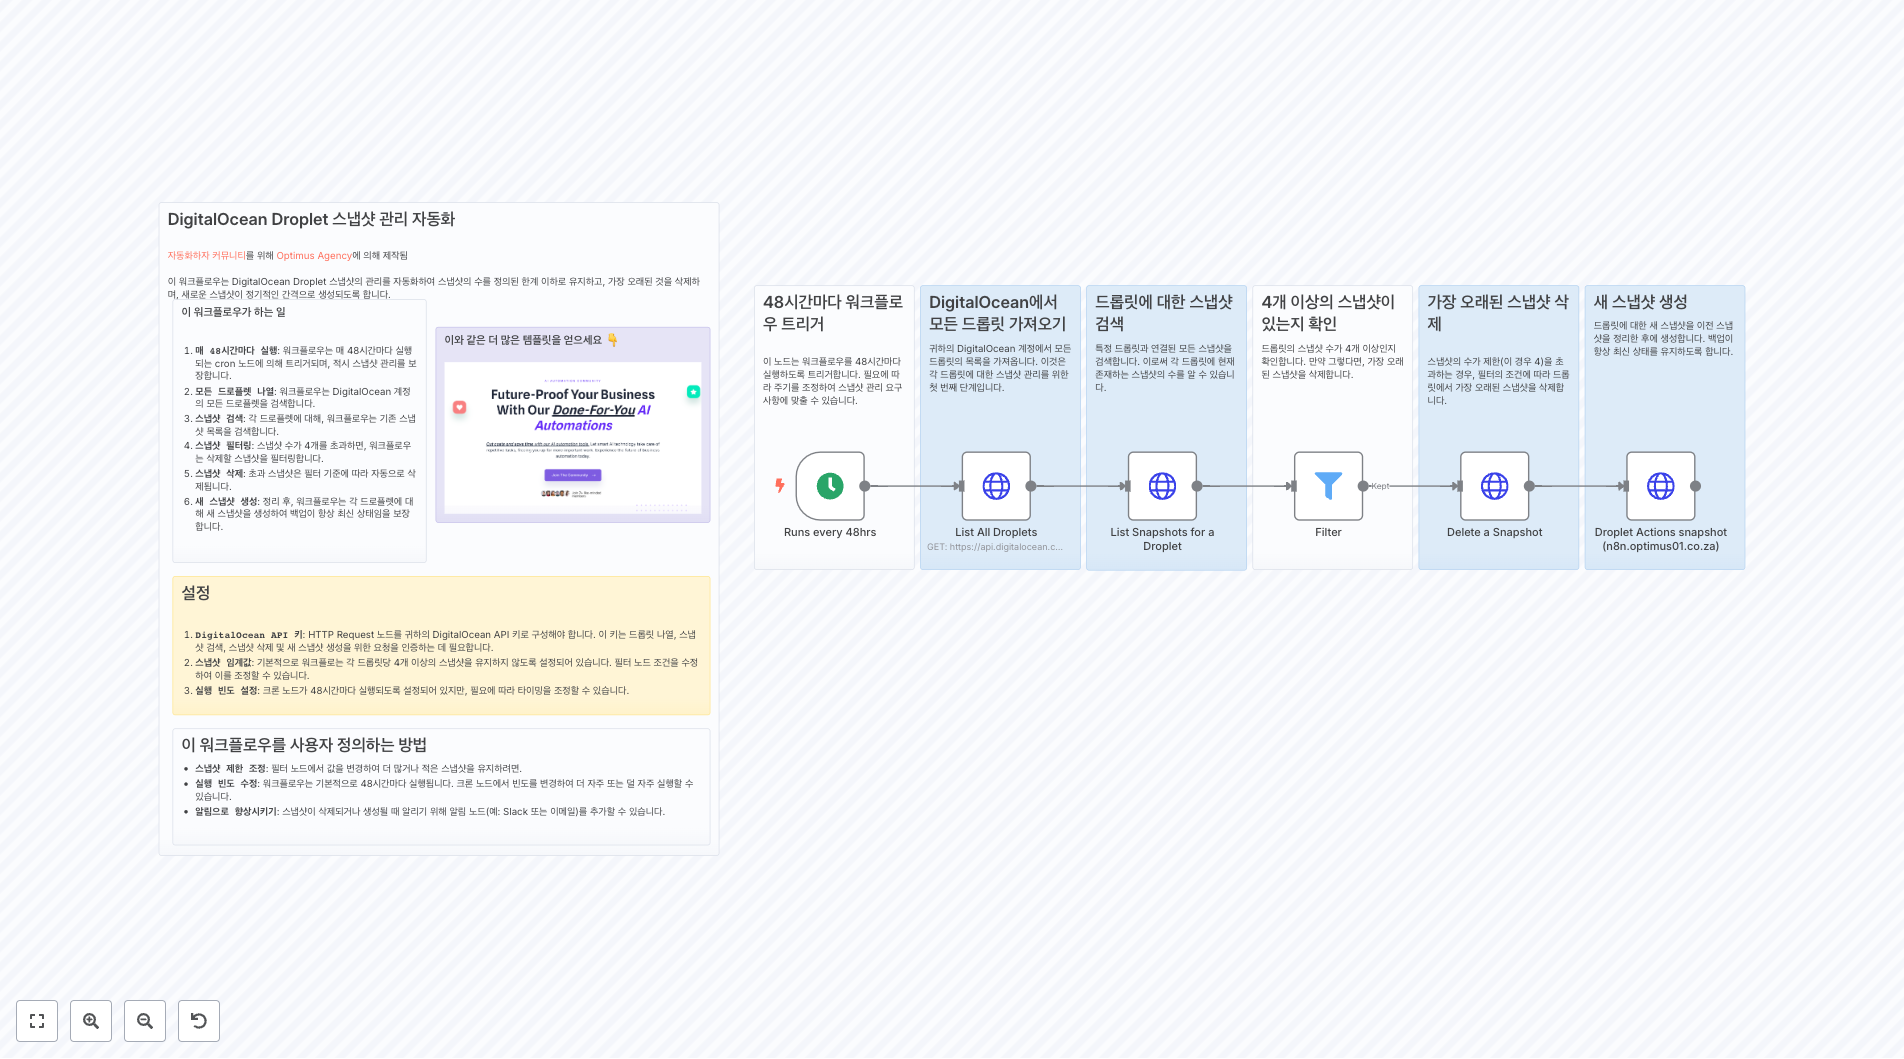 DigitalOcean Droplet 스냅샷 관리 자동화
자동화하자 커뮤니티를 위해 Optimus Agency에 의해 제작됨
이 워크플로우는 DigitalOcean Droplet 스냅샷의 관리를 자동화하여 스냅샷의 수를 정의된 한계 이하로 유지하고, 가장 오래된 것을 삭제하
며, 새로운 스냅샷이 정기적인 간격으로 생성되도록 합니다.
이 워크플로우가 하는 일
1. 매 48시간마다 실행: 워크플로우는 매 48시간마다 실행
되는 cron 노드에 의해 트리거되며, 적시 스냅샷 관리를 보
장합니다.
2. 모든 드로플렛 나열: 워크플로우는 DigitalOcean 계정
의 모든 드로플렛을 검색합니다.
3. 스냅샷 검색: 각 드로플렛에 대해, 워크플로우는 기존 스냅
샷 목록을 검색합니다.
4. 스냅샷 필터링: 스냅샷 수가 4개를 초과하면, 워크플로우
는 삭제할 스냅샷을 필터링합니다.
5. 스냅샷 삭제: 초과 스냅샷은 필터 기준에 따라 자동으로 삭
제됩니다.
6. 새 스냅샷 생성: 정리 후, 워크플로우는 각 드로플렛에 대
해 새 스냅샷을 생성하여 백업이 항상 최신 상태임을 보장
합니다.
이와 같은 더 많은 템플릿을 얻으세요 👇
Future-Proof Your Business
With Our Done-For-You AI
Automations
설정
1. DigitalOcean API 키: HTTP Request 노드를 귀하의 DigitalOcean API 키로 구성해야 합니다. 이 키는 드롭릿 나열, 스냅
샷 검색, 스냅샷 삭제 및 새 스냅샷 생성을 위한 요청을 인증하는 데 필요합니다.
2. 스냅샷 임계값: 기본적으로 워크플로는 각 드롭릿당 4개 이상의 스냅샷을 유지하지 않도록 설정되어 있습니다. 필터 노드 조건을 수정
하여 이를 조정할 수 있습니다.
3. 실행 빈도 설정: 크론 노드가 48시간마다 실행되도록 설정되어 있지만, 필요에 따라 타이밍을 조정할 수 있습니다.
이 워크플로우를 사용자 정의하는 방법
• 스냅샷 제한 조정: 필터 노드에서 값을 변경하여 더 많거나 적은 스냅샷을 유지하려면.
• 실행 빈도 수정: 워크플로우는 기본적으로 48시간마다 실행됩니다. 크론 노드에서 빈도를 변경하여 더 자주 또는 덜 자주 실행할 수
있습니다.
• 알림으로 향상시키기: 스냅샷이 삭제되거나 생성될 때 알리기 위해 알림 노드(예: Slack 또는 이메일)를 추가할 수 있습니다.
48시간마다 워크플로
우 트리거
이 노드는 워크플로우를 48시간마다
실행하도록 트리거합니다. 필요에 따
라 주기를 조정하여 스냅샷 관리 요구
사항에 맞출 수 있습니다.
Runs every 48hrs
DigitalOcean에서
모든 드롭릿 가져오기
귀하의 DigitalOcean 계정에서 모든
드롭릿의 목록을 가져옵니다. 이것은
각 드롭릿에 대한 스냅샷 관리를 위한
첫 번째 단계입니다.
List All Droplets
GET: https://api.digitalocean.c...
드롭릿에 대한 스냅샷
검색
특정 드롭릿과 연결된 모든 스냅샷을
검색합니다. 이로써 각 드롭릿에 현재
존재하는 스냅샷의 수를 알 수 있습니
다.
List Snapshots for a
Droplet
4개 이상의 스냅샷이
있는지 확인
드롭릿의 스냅샷 수가 4개 이상인지
확인합니다. 만약 그렇다면, 가장 오래
된 스냅샷을 삭제합니다.
Filter
Kept
가장 오래된 스냅샷 삭
제
스냅샷의 수가 제한(이 경우 4)을 초
과하는 경우, 필터의 조건에 따라 드롭
릿에서 가장 오래된 스냅샷을 삭제합
니다.
Delete a Snapshot
새 스냅샷 생성
드롭릿에 대한 새 스냅샷을 이전 스냅
샷을 정리한 후에 생성합니다. 백업이
항상 최신 상태를 유지하도록 합니다.
Droplet Actions snapshot
(n8n.optimus01.co.za)